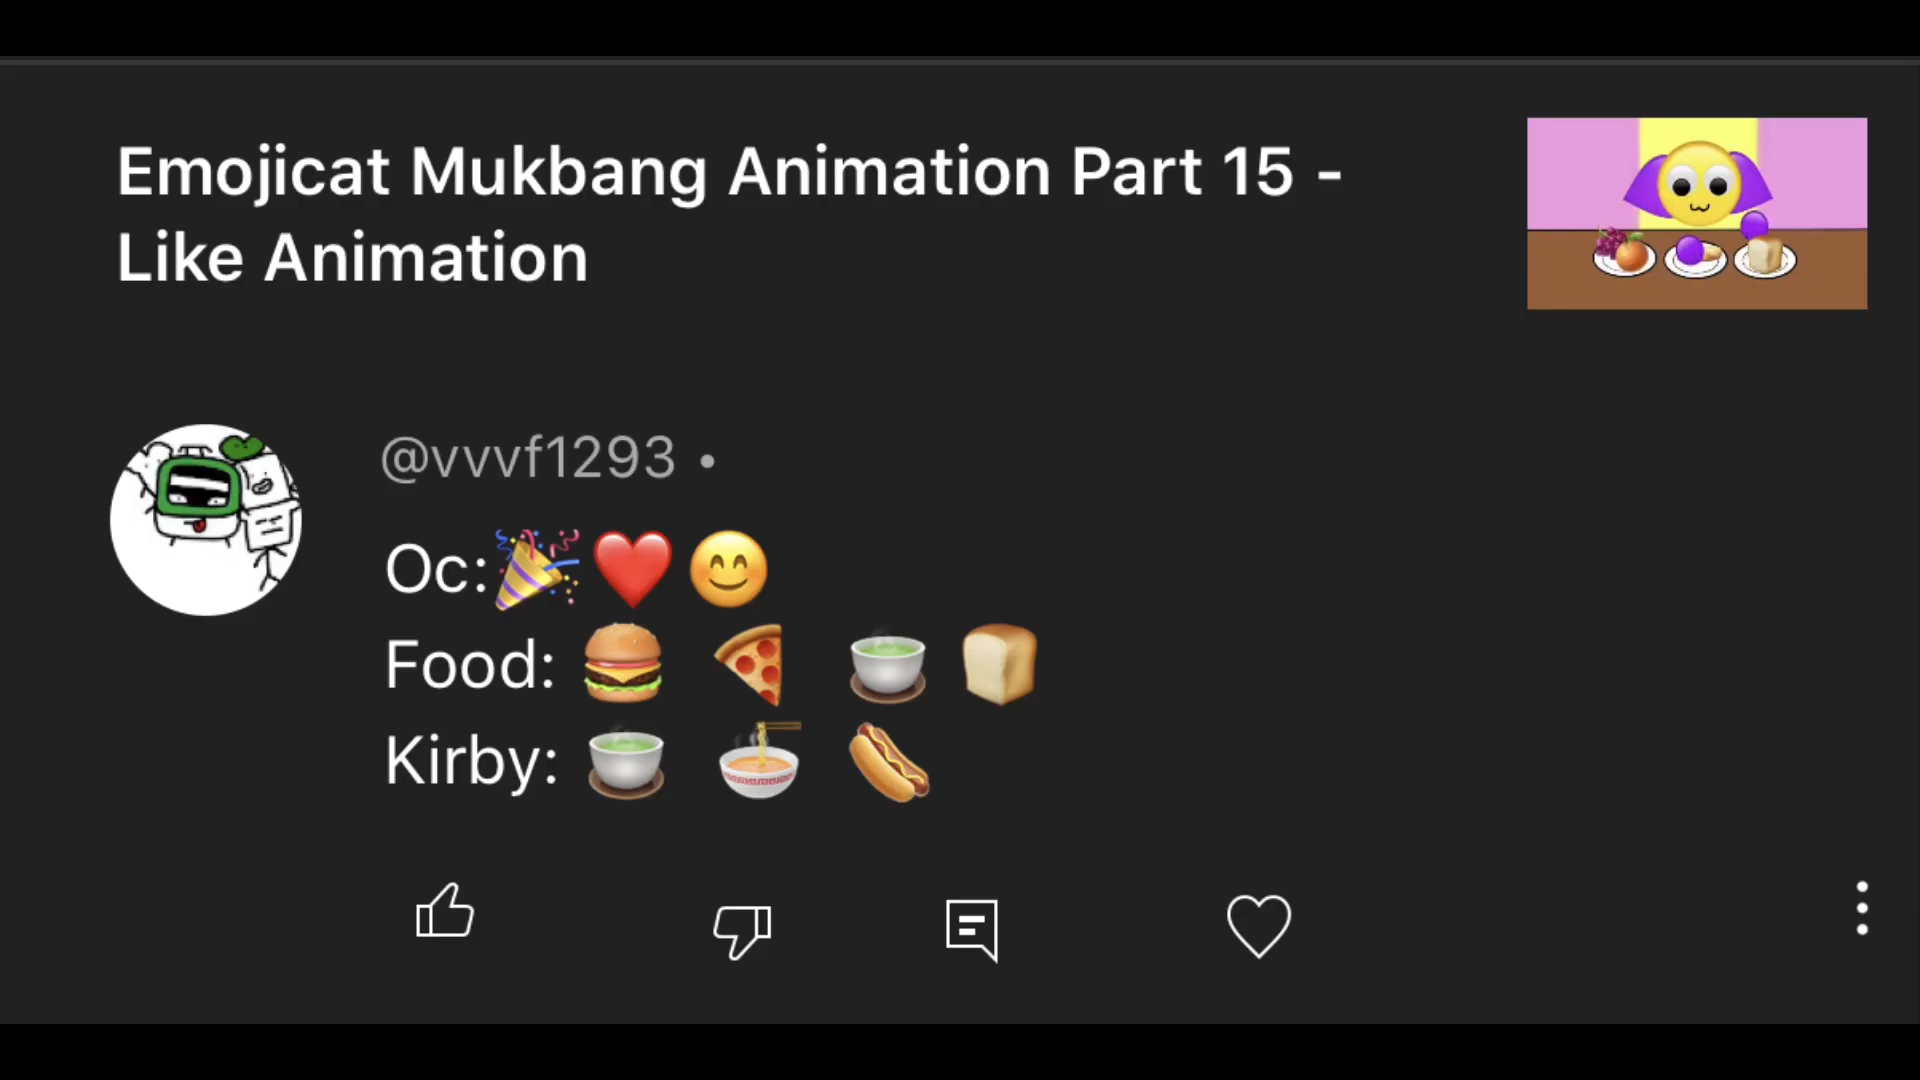 Emojicat Mukbang Animation Part 15 -
Like Animation
@vvvf1293 •
Oc:🎉❤️😊
Food: 🍔 🍕 🍵 🍞
Kirby: 🍵 🍜 🌭